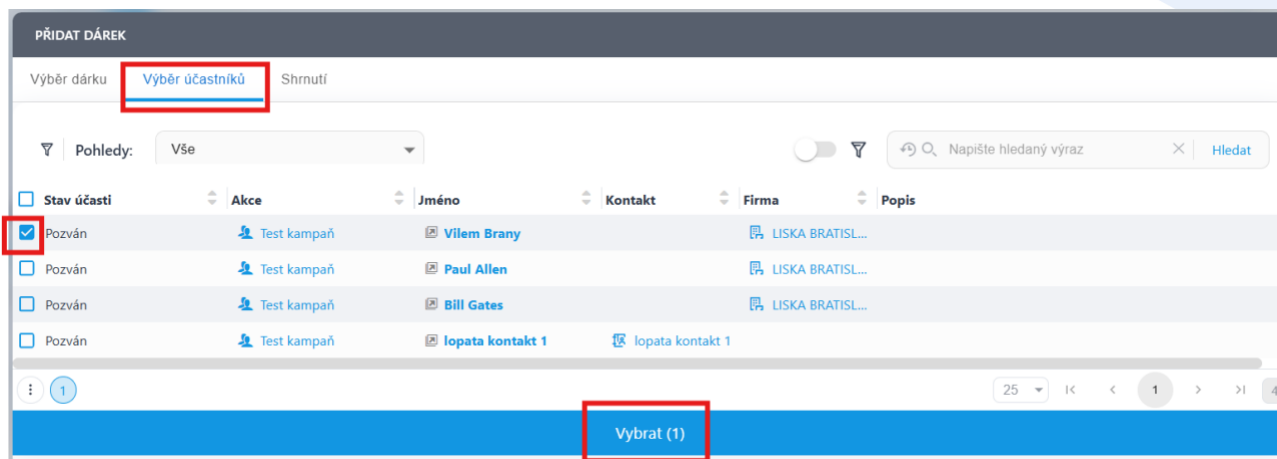 PŘIDAT DÁREK
Výběr dárku Výběr účastníků Shrnutí
Pohledy: Vše Napište hledaný výraz Hledat
Stav účasti Akce Jméno Kontakt Firma Popis
Pozván Test kampaň Vilem Brany LISKA BRATISL...
Pozván Test kampaň Paul Allen LISKA BRATISL...
Pozván Test kampaň Bill Gates LISKA BRATISL...
Pozván Test kampaň lopata kontakt 1 lopata kontakt 1
1 25 1 4
Vybrat (1)